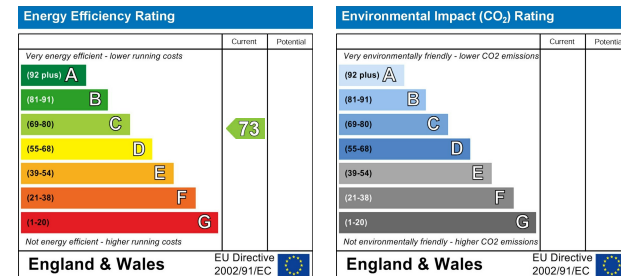 Energy Efficiency Rating
Current Potential
Very energy efficient - lower running costs
(92 plus) A
(81-91) B
(69-80) C
73
(55-68) D
(39-54) E
(21-38) F
(1-20) G
Not energy efficient - higher running costs
England & Wales
EU Directive
2002/91/EC
Environmental Impact (CO₂) Rating
Current Potentia
Very environmentally friendly - lower CO2 emissions
(92 plus) A
(81-91) B
(69-80) C
(55-68) D
(39-54) E
(21-38) F
(1-20) G
Not environmentally friendly - higher CO2 emissions
England & Wales
EU Directive
2002/91/EC